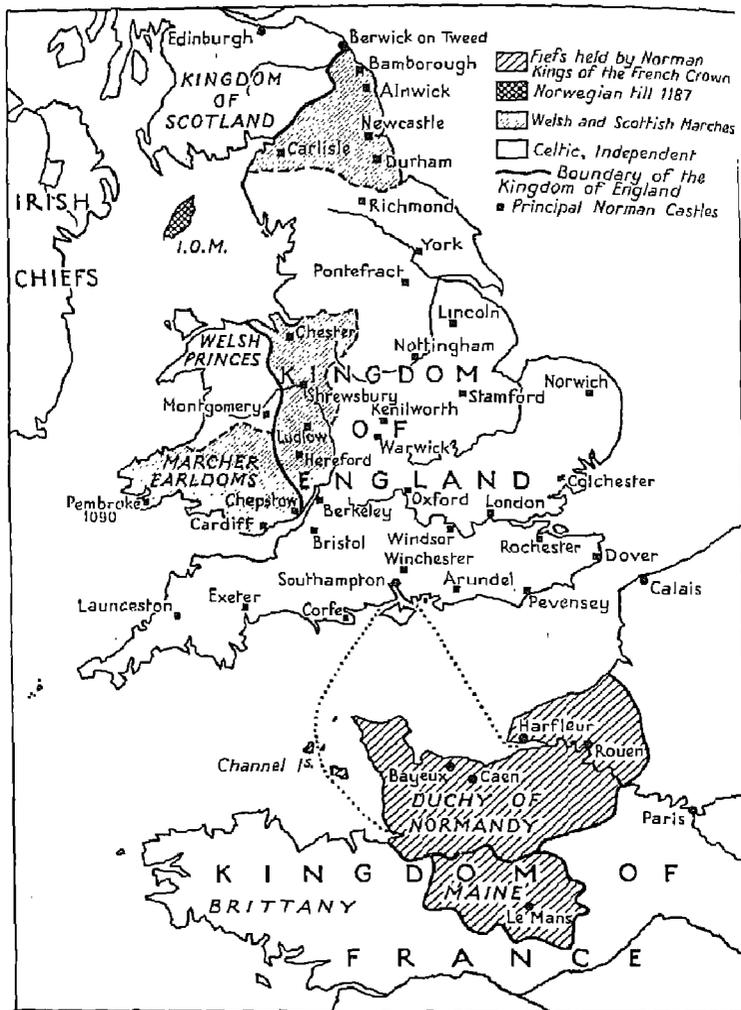 Edinburgh
Berwick on Tweed
Bamborough
KINGDOM
OF
SCOTLAND
Alnwick
Newcastle
Carlisle
Durham
Fiefs held by Norman
Kings of the French Crown
Norwegian till 1187
Welsh and Scottish Marches
Celtic, Independent
Boundary of the
Kingdom of England
Principal Norman Castles
IRISH
CHIEFS
I.O.M.
Richmond
York
Pontefract
Lincoln
Chester
Nottingham
WELSH
PRINCES
KINGDOM
OF
ENGLAND
Shrewsbury
Stamford
Norwich
Montgomery
Kenilworth
Ludlow
Warwick
Hereford
MARCHER
EARLDOMS
Colchester
Pembroke
1090
Chepstow
Cardiff
Berkeley
Oxford
London
Bristol
Windsor
Rochester
Winchester
Dover
Southampton
Arundel
Calais
Launceston
Exeter
Corfe
Pevensey
Harfleur
Rouen
Channel Is.
Bayeux
Caen
DUCHY OF
NORMANDY
Paris
KINGDOM OF
FRANCE
MAINE
BRITTANY
Le Mans